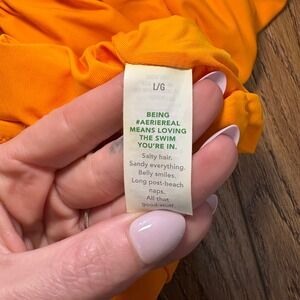 L/G
BEING
#AERIEREAL
MEANS LOVING
THE SWIM
YOU'RE IN.
Salty hair.
Sandy everything.
Belly smiles.
Long post-beach
naps.
All that
good stuff